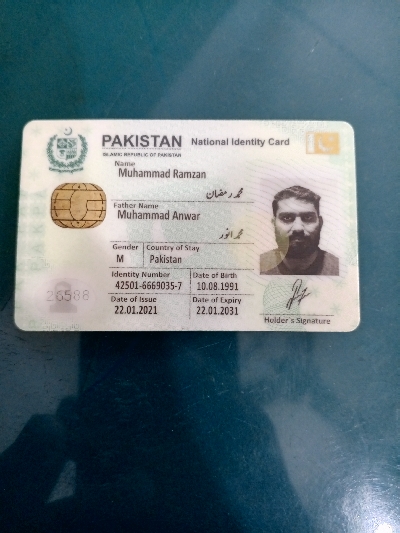 PAKISTAN National Identity Card
ISLAMIC REPUBLIC OF PAKISTAN
Name
Muhammad Ramzan
محمد رمضان
Father Name
Muhammad Anwar
محمد انور
Gender Country of Stay
M Pakistan
Identity Number Date of Birth
42501-6669035-7 10.08.1991
Date of Issue Date of Expiry
22.01.2021 22.01.2031
26588
Holder's Signature